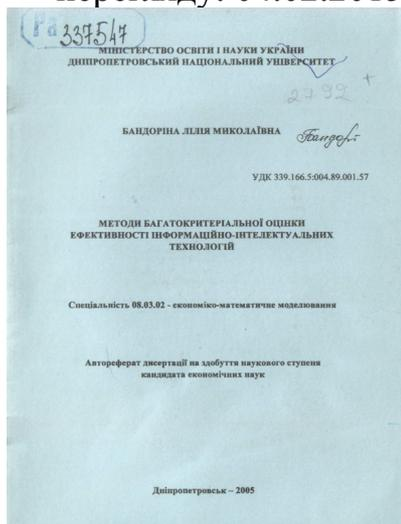 Ра 337547
МІНІСТЕРСТВО ОСВІТИ І НАУКИ УКРАЇНИ
ДНІПРОПЕТРОВСЬКИЙ НАЦІОНАЛЬНИЙ УНІВЕРСИТЕТ
2792
БАНДОРІНА ЛІЛІЯ МИКОЛАЇВНА
УДК 339.166.5:004.89.001.57
МЕТОДИ БАГАТОКРИТЕРІАЛЬНОЇ ОЦІНКИ
ЕФЕКТИВНОСТІ ІНФОРМАЦІЙНО-ІНТЕЛЕКТУАЛЬНИХ
ТЕХНОЛОГІЙ
Спеціальність 08.03.02 - економіко-математичне моделювання
Автореферат дисертації на здобуття наукового ступеня
кандидата економічних наук
Дніпропетровськ – 2005